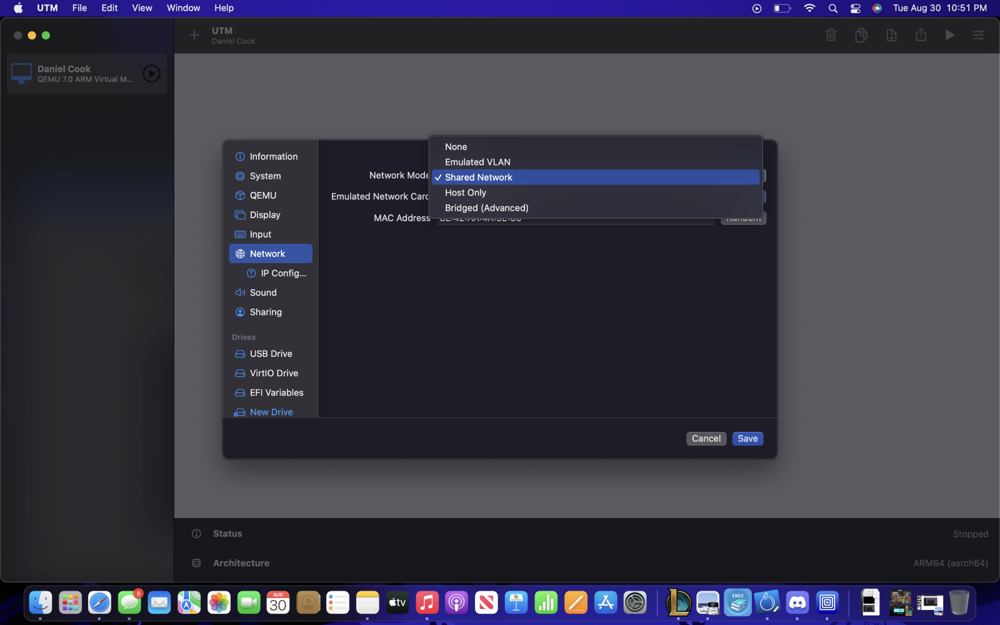 UTM File Edit View Window Help
Tue Aug 30 10:51 PM
UTM
Daniel Cook
Daniel Cook
QEMU 7.0 ARM Virtual M...
Information
System
QEMU
Display
Input
Network
IP Config...
Sound
Sharing
Drives
USB Drive
VirtIO Drive
EFI Variables
New Drive
Network Mode
Emulated Network Card
MAC Address
None
Emulated VLAN
✓ Shared Network
Host Only
Bridged (Advanced)
Random
Cancel
Save
Status
Stopped
Architecture
ARM64 (aarch64)
8
AUG
30
tv
FREE